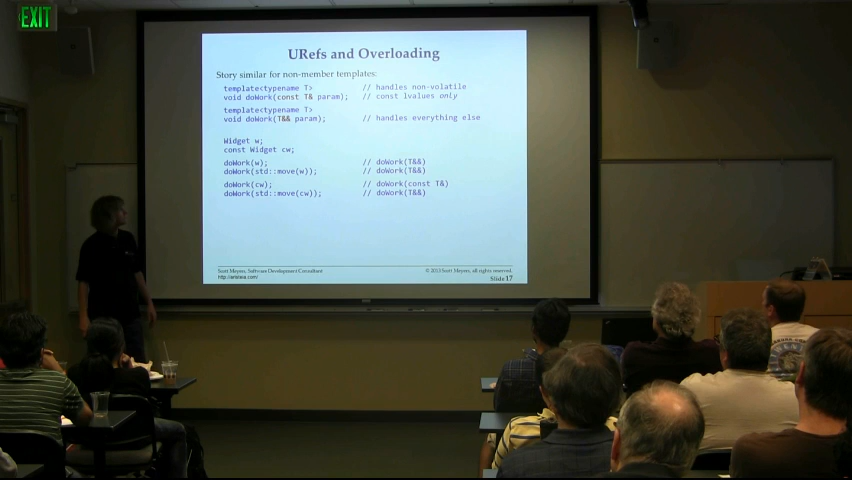 EXIT
URefs and Overloading
Story similar for non-member templates:
template<typename T> // handles non-volatile
void doWork(const T& param); // const lvalues only
template<typename T>
void doWork(T&& param); // handles everything else
Widget w;
const Widget cw;
doWork(w); // doWork(T&&)
doWork(std::move(w)); // doWork(T&&)
doWork(cw); // doWork(const T&)
doWork(std::move(cw)); // doWork(T&&)
Scott Meyers, Software Development Consultant © 2013 Scott Meyers, all rights reserved.
http://aristeia.com/ Slide 17